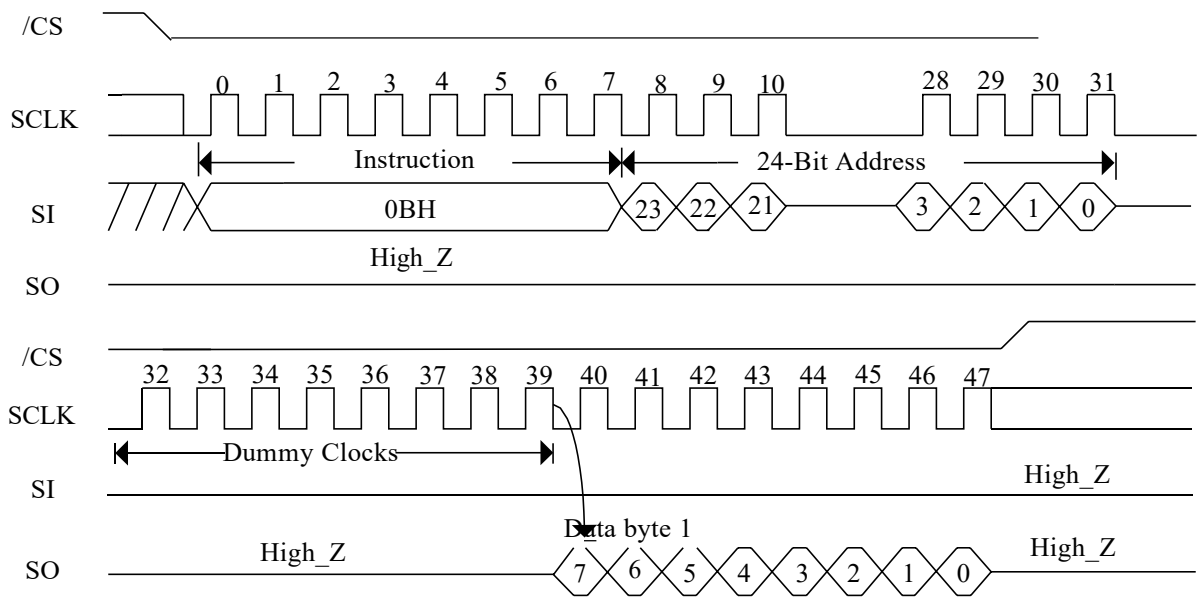 /CS
0 1 2 3 4 5 6 7 8 9 10 28 29 30 31
SCLK
Instruction 24-Bit Address
SI 0BH 23 22 21 3 2 1 0
High_Z
SO
/CS
32 33 34 35 36 37 38 39 40 41 42 43 44 45 46 47
SCLK
Dummy Clocks
SI High_Z
Data byte 1
SO High_Z 7 6 5 4 3 2 1 0 High_Z